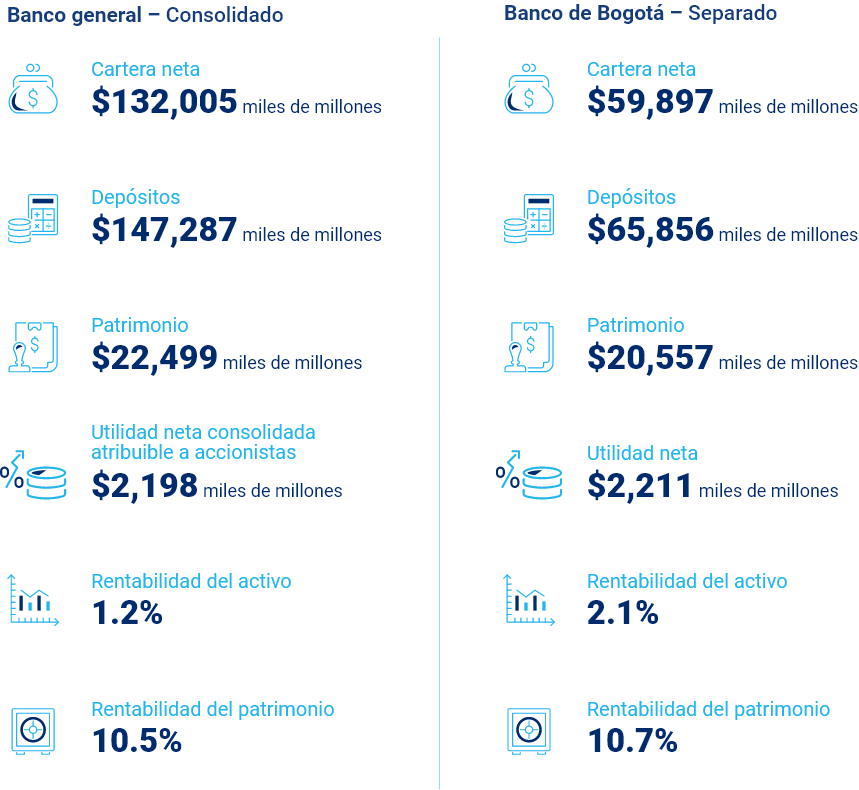 Banco general – Consolidado
Cartera neta
$132,005 miles de millones
Depósitos
$147,287 miles de millones
Patrimonio
$22,499 miles de millones
Utilidad neta consolidada
atribuible a accionistas
$2,198 miles de millones
Rentabilidad del activo
1.2%
Rentabilidad del patrimonio
10.5%
Banco de Bogotá – Separado
Cartera neta
$59,897 miles de millones
Depósitos
$65,856 miles de millones
Patrimonio
$20,557 miles de millones
Utilidad neta
$2,211 miles de millones
Rentabilidad del activo
2.1%
Rentabilidad del patrimonio
10.7%